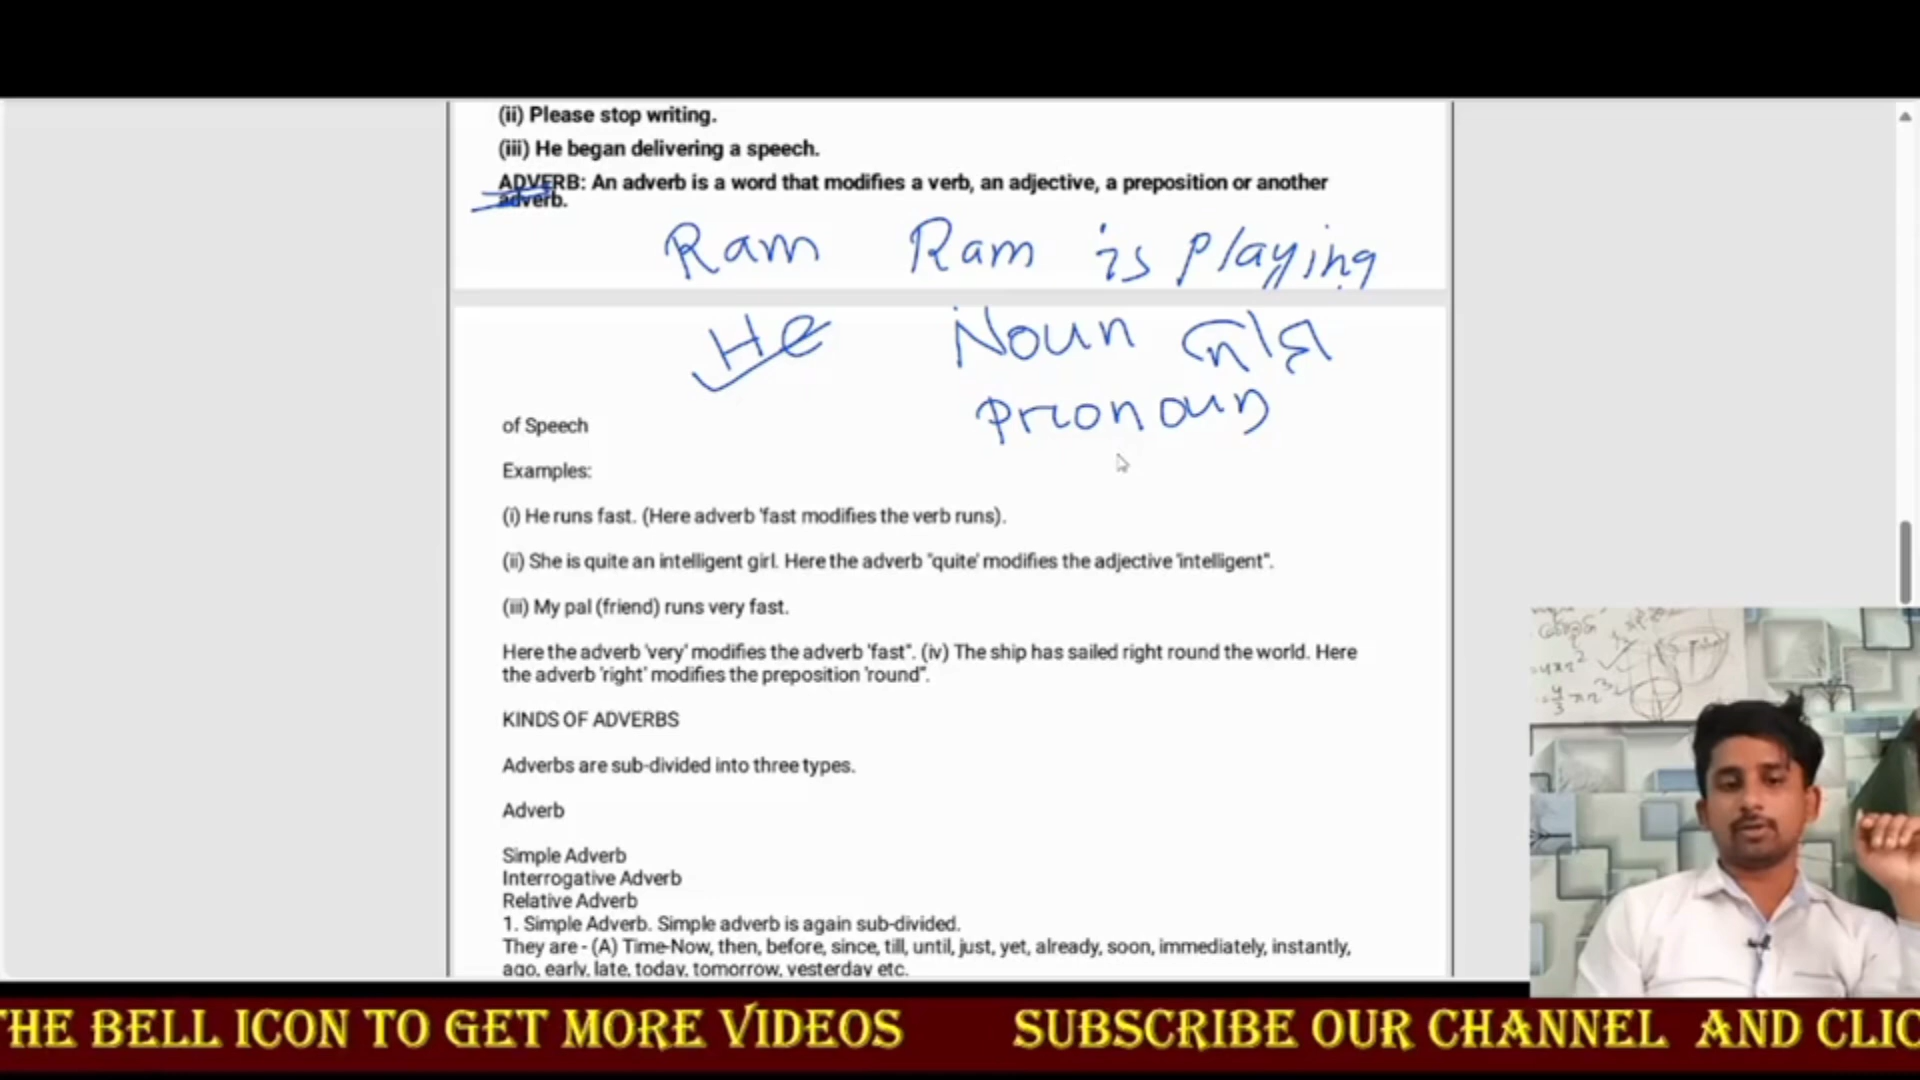 (ii) Please stop writing.
(iii) He began delivering a speech.
ADVERB: An adverb is a word that modifies a verb, an adjective, a preposition or another
adverb.
Ram Ram is playing
He Noun ନାମ
Pronoun
of Speech
Examples:
(i) He runs fast. (Here adverb 'fast modifies the verb runs).
(ii) She is quite an intelligent girl. Here the adverb "quite' modifies the adjective 'intelligent".
(iii) My pal (friend) runs very fast.
Here the adverb 'very' modifies the adverb 'fast". (iv) The ship has sailed right round the world. Here
the adverb 'right' modifies the preposition 'round".
KINDS OF ADVERBS
Adverbs are sub-divided into three types.
Adverb
Simple Adverb
Interrogative Adverb
Relative Adverb
1. Simple Adverb. Simple adverb is again sub-divided.
They are - (A) Time-Now, then, before, since, till, until, just, yet, already, soon, immediately, instantly,
ago, early, late, today, tomorrow, yesterday etc.
THE BELL ICON TO GET MORE VIDEOS SUBSCRIBE OUR CHANNEL AND CLIC